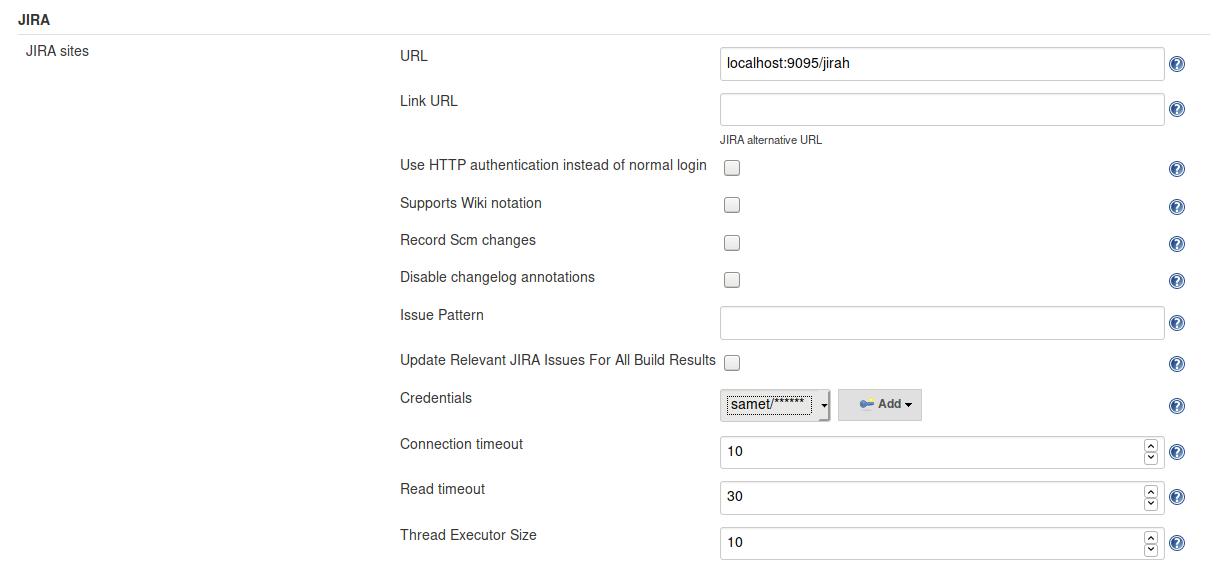 JIRA
JIRA sites
URL
localhost:9095/jirah
Link URL
JIRA alternative URL
Use HTTP authentication instead of normal login
Supports Wiki notation
Record Scm changes
Disable changelog annotations
Issue Pattern
Update Relevant JIRA Issues For All Build Results
Credentials
samet/******
Add
Connection timeout
10
Read timeout
30
Thread Executor Size
10